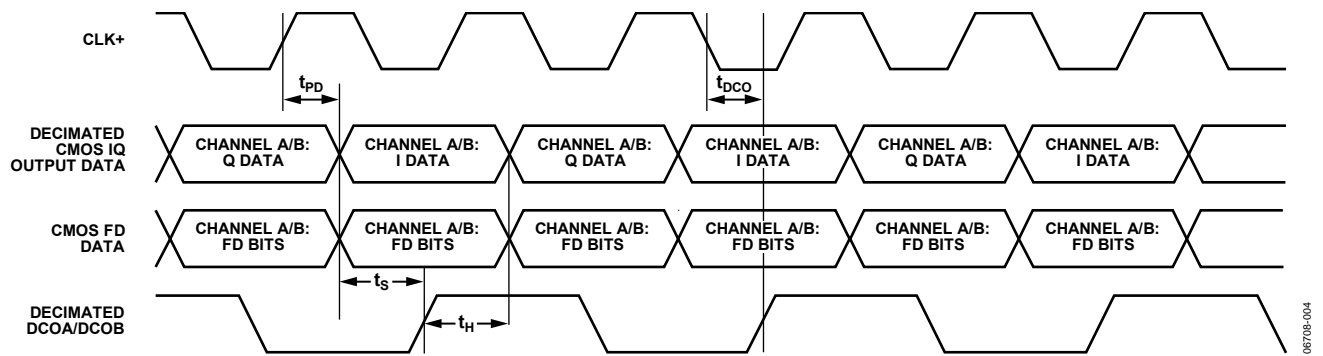 CLK+
tPD
tDCO
DECIMATED
CMOS IQ
OUTPUT DATA
CHANNEL A/B:
Q DATA
CHANNEL A/B:
I DATA
CHANNEL A/B:
Q DATA
CHANNEL A/B:
I DATA
CHANNEL A/B:
Q DATA
CHANNEL A/B:
I DATA
CMOS FD
DATA
CHANNEL A/B:
FD BITS
CHANNEL A/B:
FD BITS
CHANNEL A/B:
FD BITS
CHANNEL A/B:
FD BITS
CHANNEL A/B:
FD BITS
CHANNEL A/B:
FD BITS
tS
DECIMATED
DCOA/DCOB
tH
06708-004